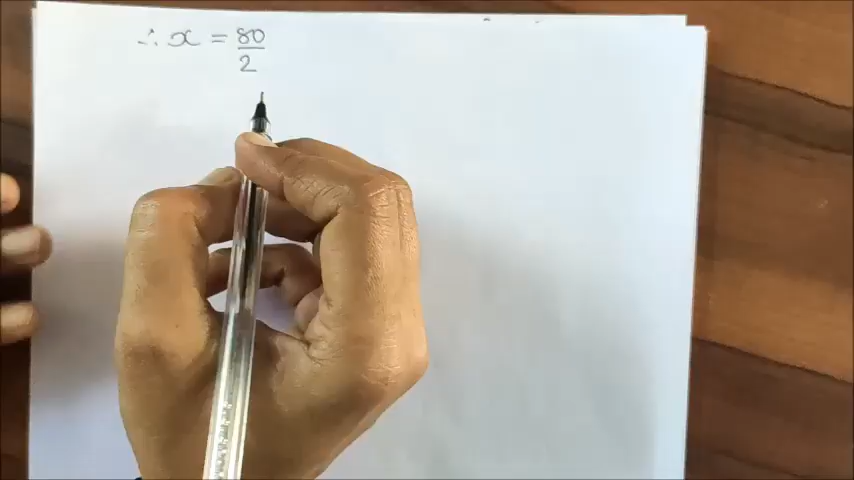 ∴ x = 80/2